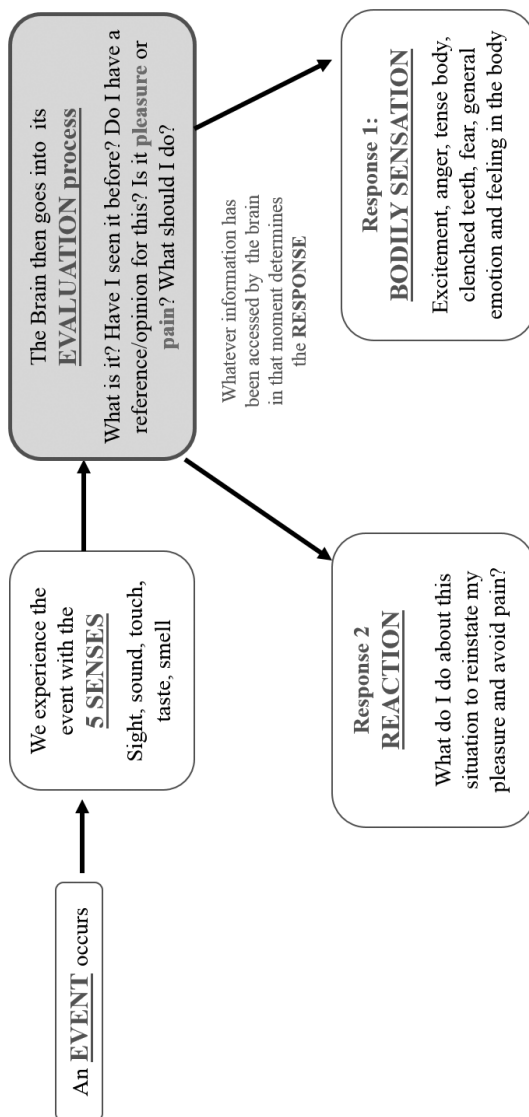 An EVENT occurs
We experience the
event with the
5 SENSES
Sight, sound, touch,
taste, smell
The Brain then goes into its
EVALUATION process
What is it? Have I seen it before? Do I have a
reference/opinion for this? Is it pleasure or
pain? What should I do?
Whatever information has
been accessed by the brain
in that moment determines
the RESPONSE
Response 1:
BODILY SENSATION
Excitement, anger, tense body,
clenched teeth, fear, general
emotion and feeling in the body
Response 2
REACTION
What do I do about this
situation to reinstate my
pleasure and avoid pain?